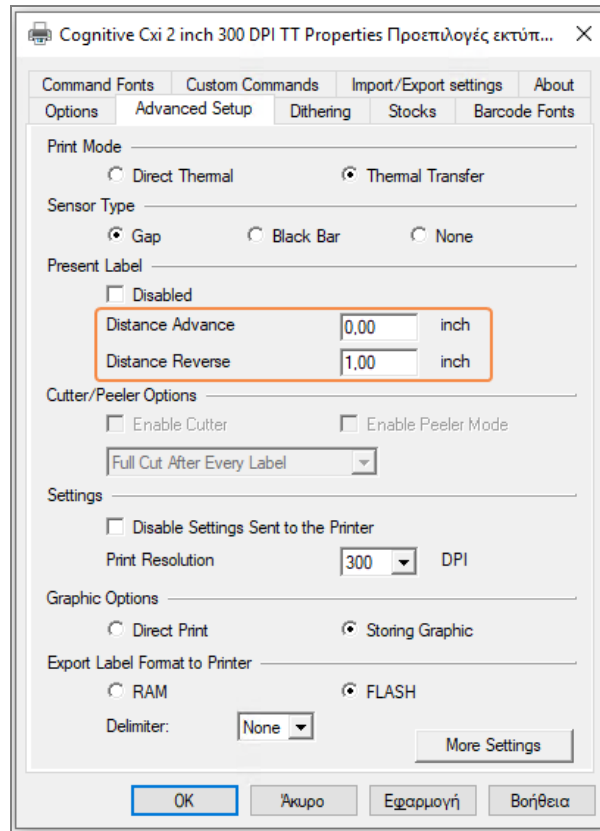 Cognitive Cxi 2 inch 300 DPI TT Properties Προεπιλογές εκτύπ...
Command Fonts Custom Commands Import/Export settings About
Options Advanced Setup Dithering Stocks Barcode Fonts
Print Mode
Direct Thermal Thermal Transfer
Sensor Type
Gap Black Bar None
Present Label
Disabled
Distance Advance 0,00 inch
Distance Reverse 1,00 inch
Cutter/Peeler Options
Enable Cutter Enable Peeler Mode
Full Cut After Every Label
Settings
Disable Settings Sent to the Printer
Print Resolution 300 DPI
Graphic Options
Direct Print Storing Graphic
Export Label Format to Printer
RAM FLASH
Delimiter: None
More Settings
OK Άκυρο Εφαρμογή Βοήθεια